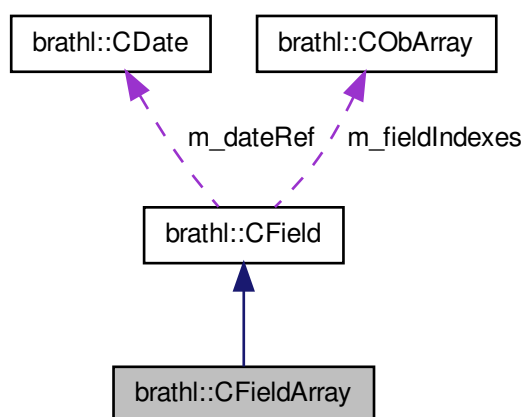 brathl::CDate
brathl::CObArray
m_dateRef
m_fieldIndexes
brathl::CField
brathl::CFieldArray